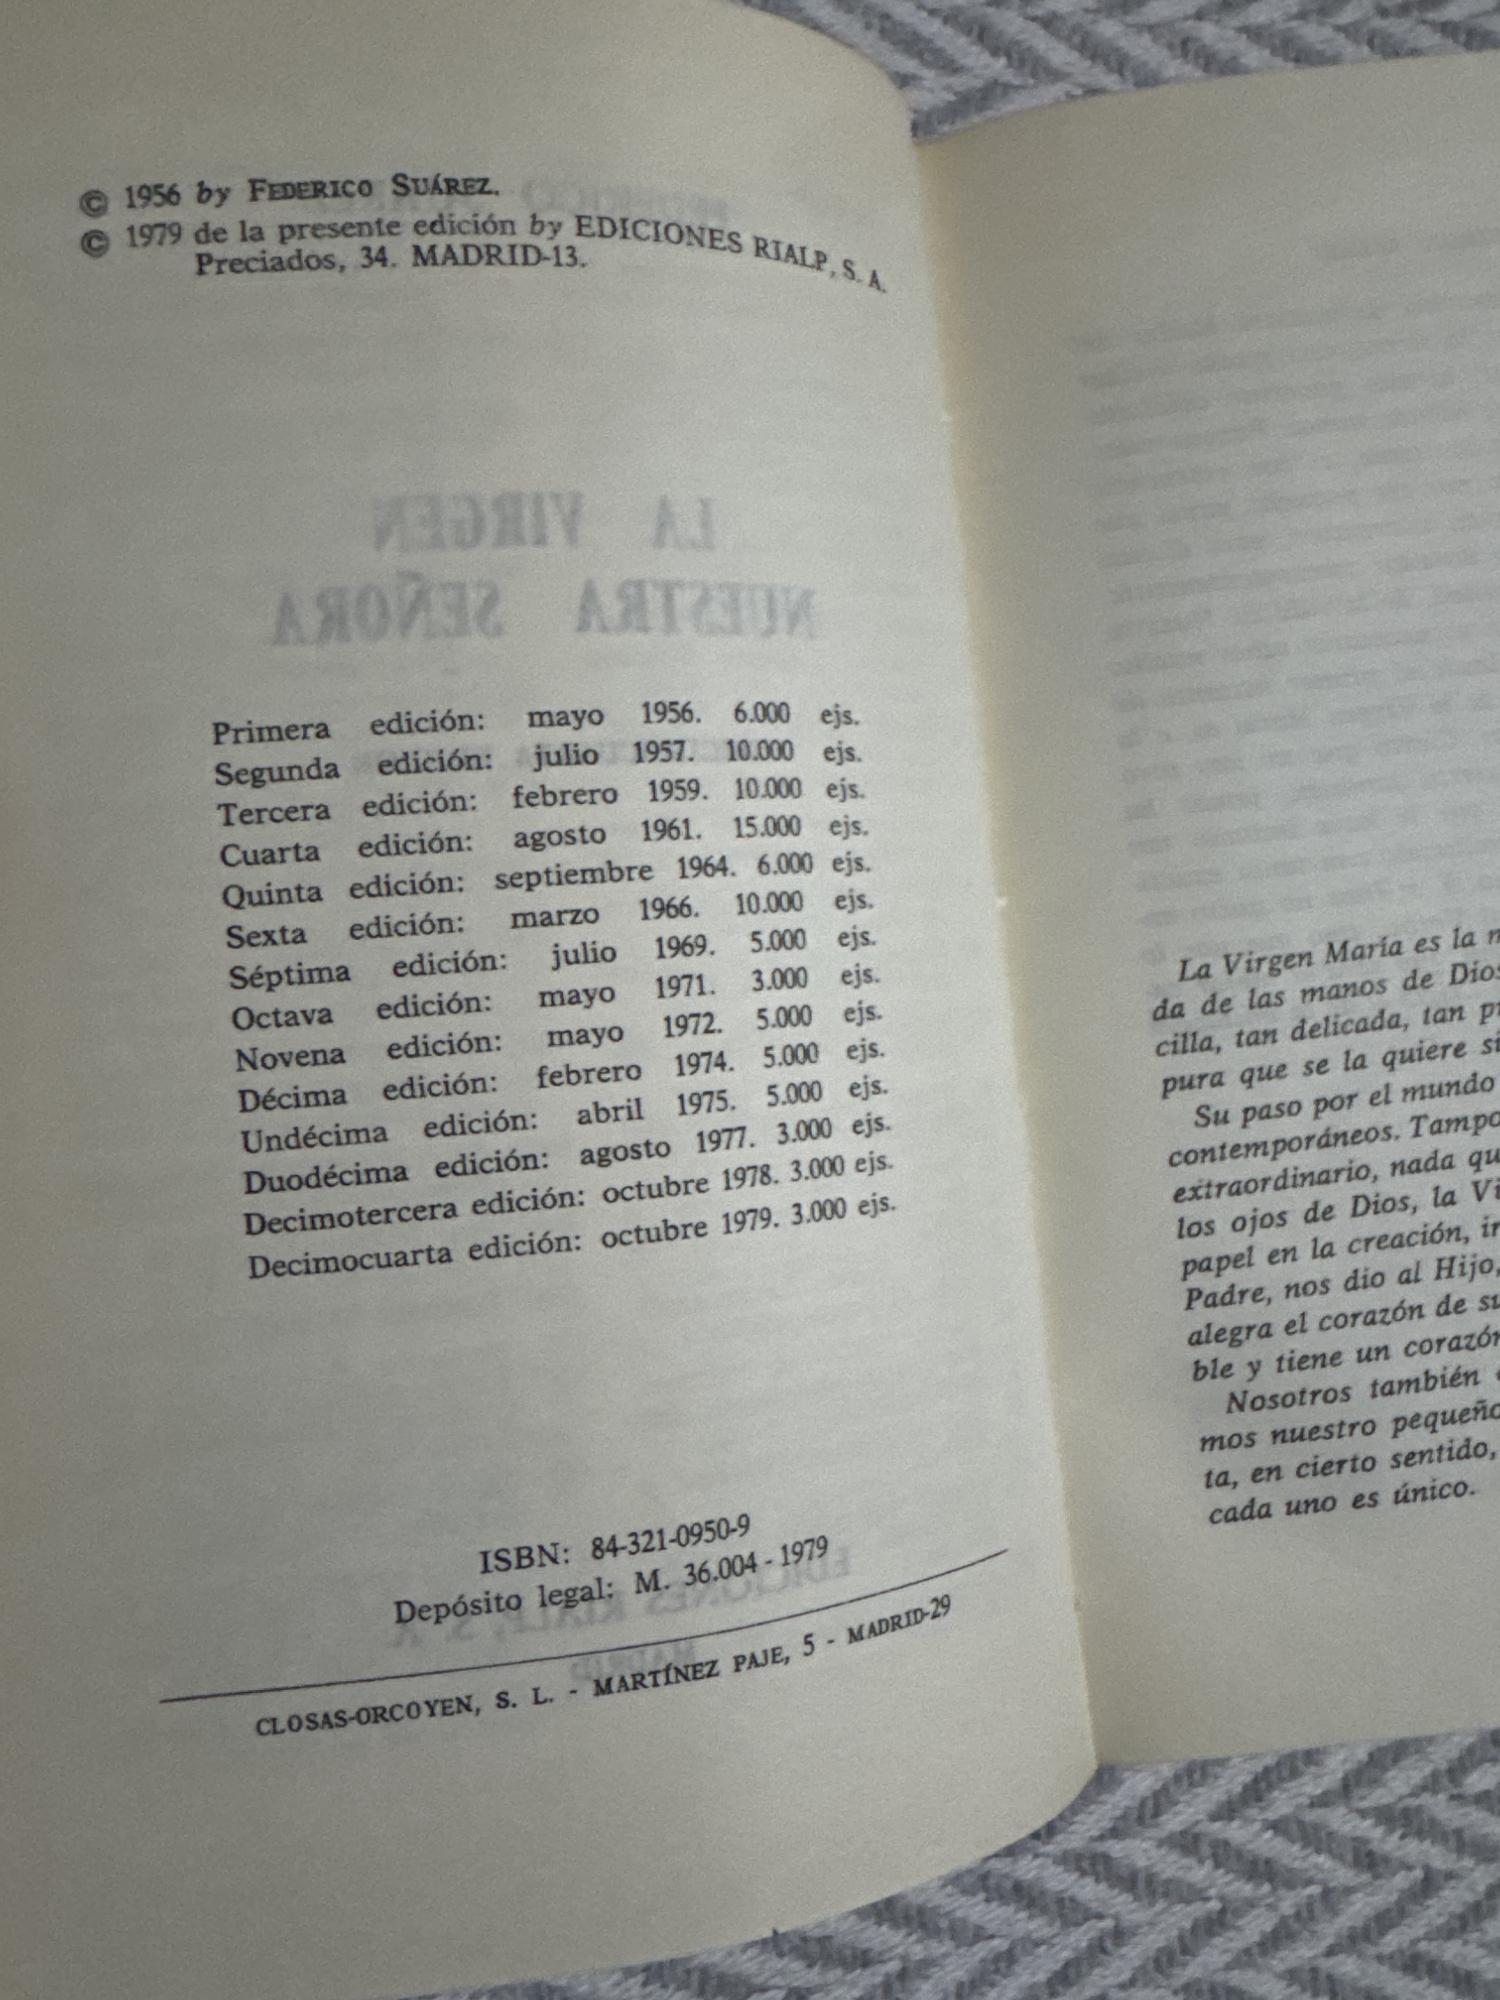 © 1956 by FEDERICO SUÁREZ.
© 1979 de la presente edición by EDICIONES RIALP, S. A.
Preciados, 34. MADRID-13.
LA VIRGEN
NUESTRA SEÑORA
Primera edición: mayo 1956. 6.000 ejs.
Segunda edición: julio 1957. 10.000 ejs.
Tercera edición: febrero 1959. 10.000 ejs.
Cuarta edición: agosto 1961. 15.000 ejs.
Quinta edición: septiembre 1964. 6.000 ejs.
Sexta edición: marzo 1966. 10.000 ejs.
Séptima edición: julio 1969. 5.000 ejs.
Octava edición: mayo 1971. 3.000 ejs.
Novena edición: mayo 1972. 5.000 ejs.
Décima edición: febrero 1974. 5.000 ejs.
Undécima edición: abril 1975. 5.000 ejs.
Duodécima edición: agosto 1977. 3.000 ejs.
Decimotercera edición: octubre 1978. 3.000 ejs.
Decimocuarta edición: octubre 1979. 3.000 ejs.
ISBN: 84-321-0950-9
Depósito legal: M. 36.004 - 1979
EDICIONES RIALP, S. A.
MADRID
CLOSAS-ORCOYEN, S. L. - MARTÍNEZ PAJE, 5 - MADRID-29
La Virgen María es la
da de las manos de Dios
cilla, tan delicada, tan
pura que se la quiere
Su paso por el mundo
contemporáneos. Tampo
extraordinario, nada
los ojos de Dios, la
papel en la creación,
Padre, nos dio al Hijo,
alegra el corazón de
ble y tiene un corazón
Nosotros también
mos nuestro pequeño
ta, en cierto sentido,
cada uno es único.